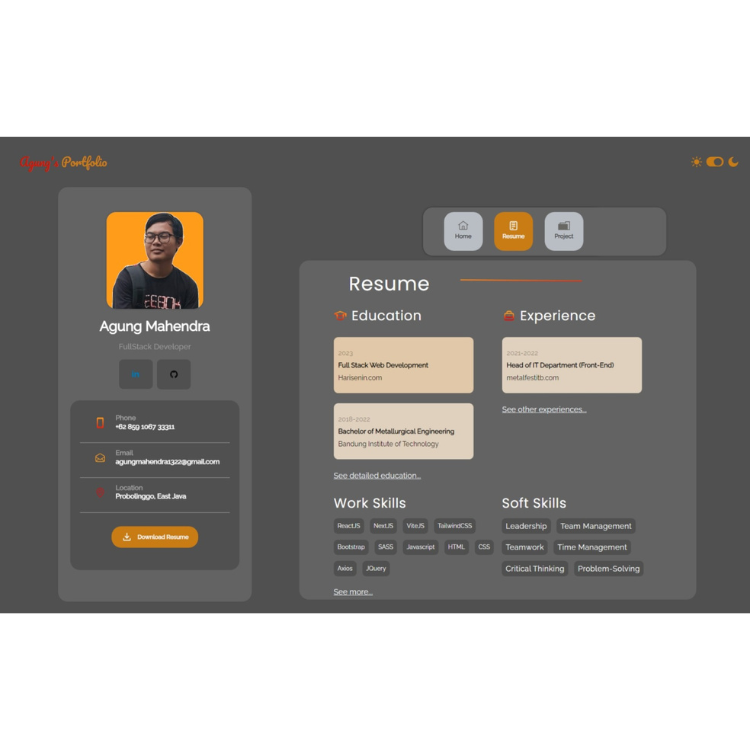 Agung's Portfolio
Agung Mahendra
FullStack Developer
Phone
+62 859 1067 33311
Email
agungmahendra1322@gmail.com
Location
Probolinggo, East Java
Download Resume
Home
Resume
Project
Resume
Education
2023
Full Stack Web Development
Harisenin.com
2018-2022
Bachelor of Metallurgical Engineering
Bandung Institute of Technology
See detailed education...
Experience
2021-2022
Head of IT Department (Front-End)
metalfestitb.com
See other experiences...
Work Skills
ReactJS NextJS ViteJS TailwindCSS
Bootstrap SASS Javascript HTML CSS
Axios JQuery
See more...
Soft Skills
Leadership Team Management
Teamwork Time Management
Critical Thinking Problem-Solving